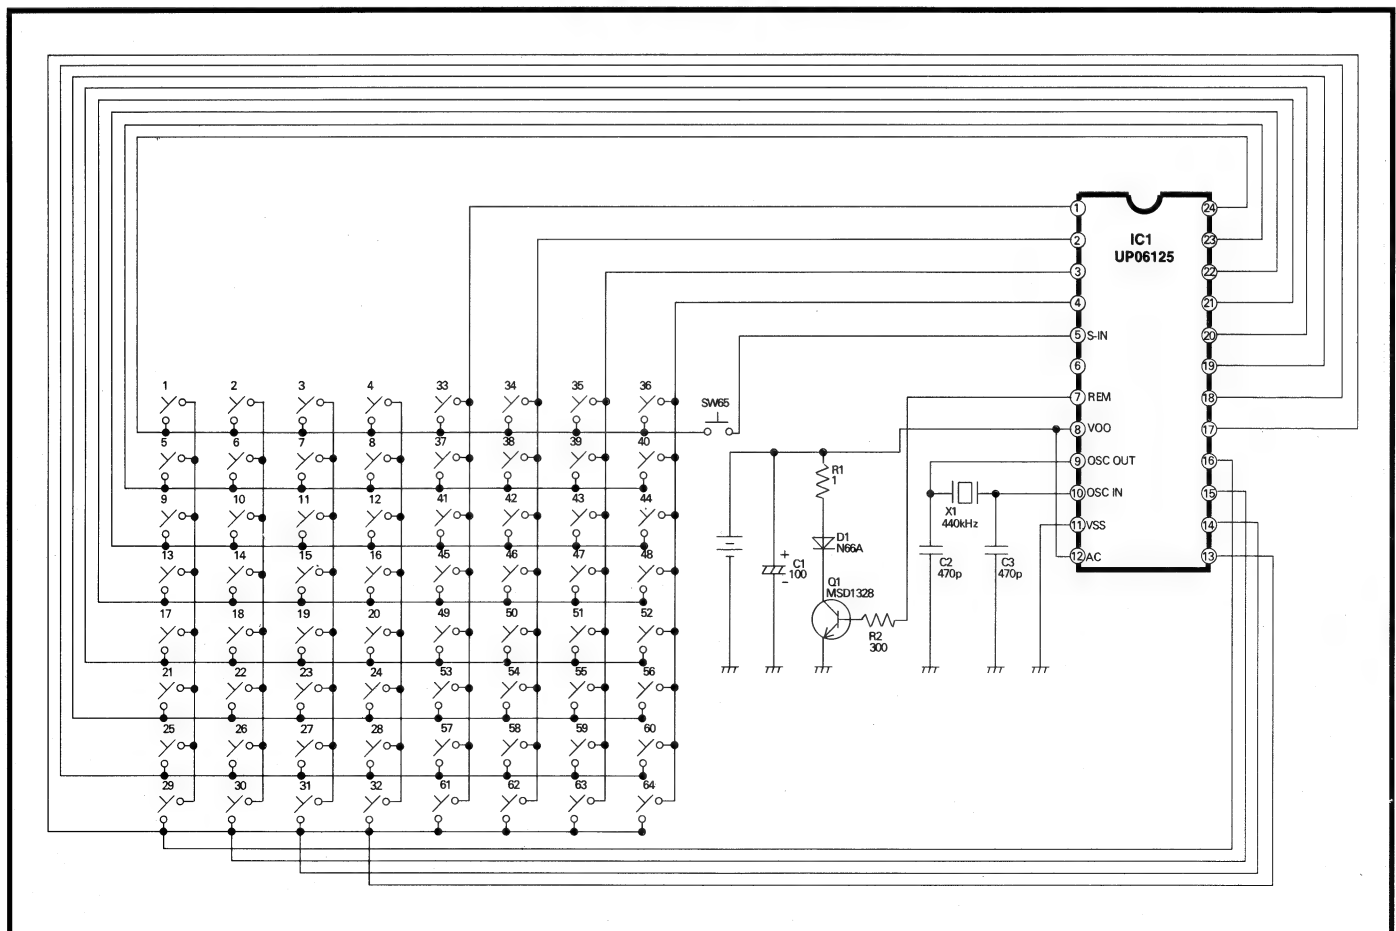 1 24
IC1
UP06125
2 23
3 22
4 21
5 S-IN 20
6 19
7 REM 18
8 VOO 17
9 OSC OUT 16
10 OSC IN 15
11 VSS 14
12 AC 13
1 2 3 4 33 34 35 36
SW65
5 6 7 8 37 38 39 40
9 10 11 12 41 42 43 44
13 14 15 16 45 46 47 48
17 18 19 20 49 50 51 52
21 22 23 24 53 54 55 56
25 26 27 28 57 58 59 60
29 30 31 32 61 62 63 64
R1
1
D1
N66A
+
C1
100
-
Q1
MSD1328
R2
300
X1
440kHz
C2
470p
C3
470p